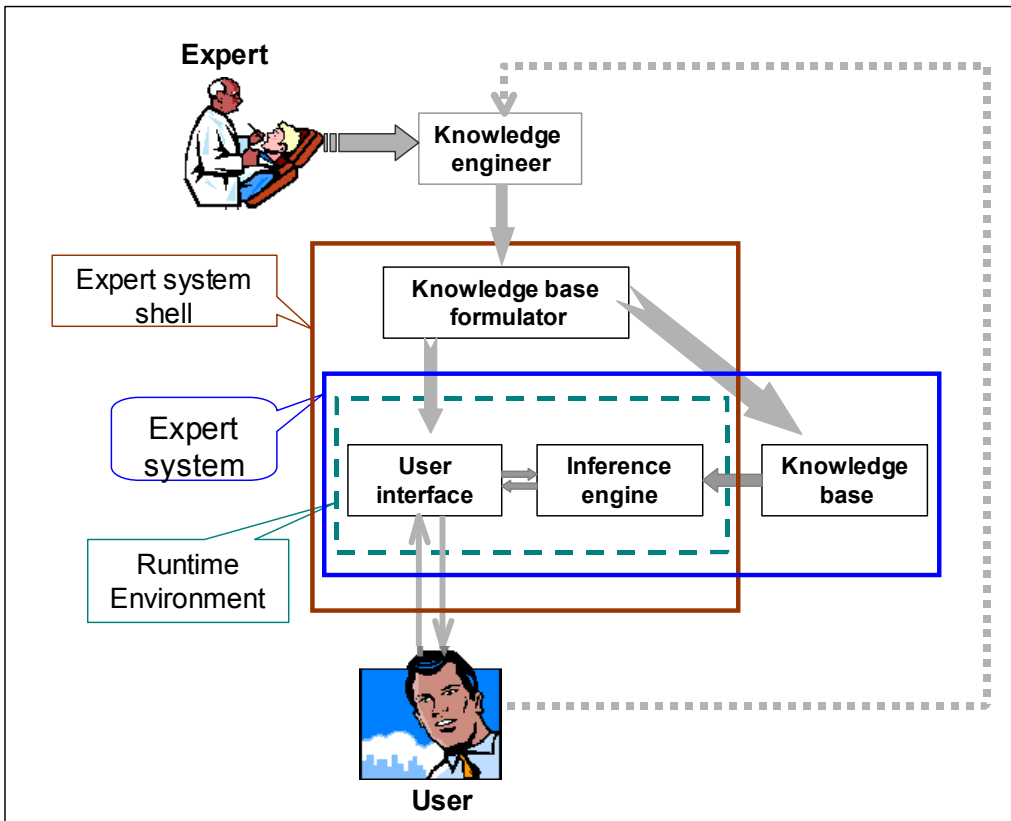 Expert
Knowledge
engineer
Expert system
shell
Knowledge base
formulator
Expert
system
User
interface
Inference
engine
Knowledge
base
Runtime
Environment
User